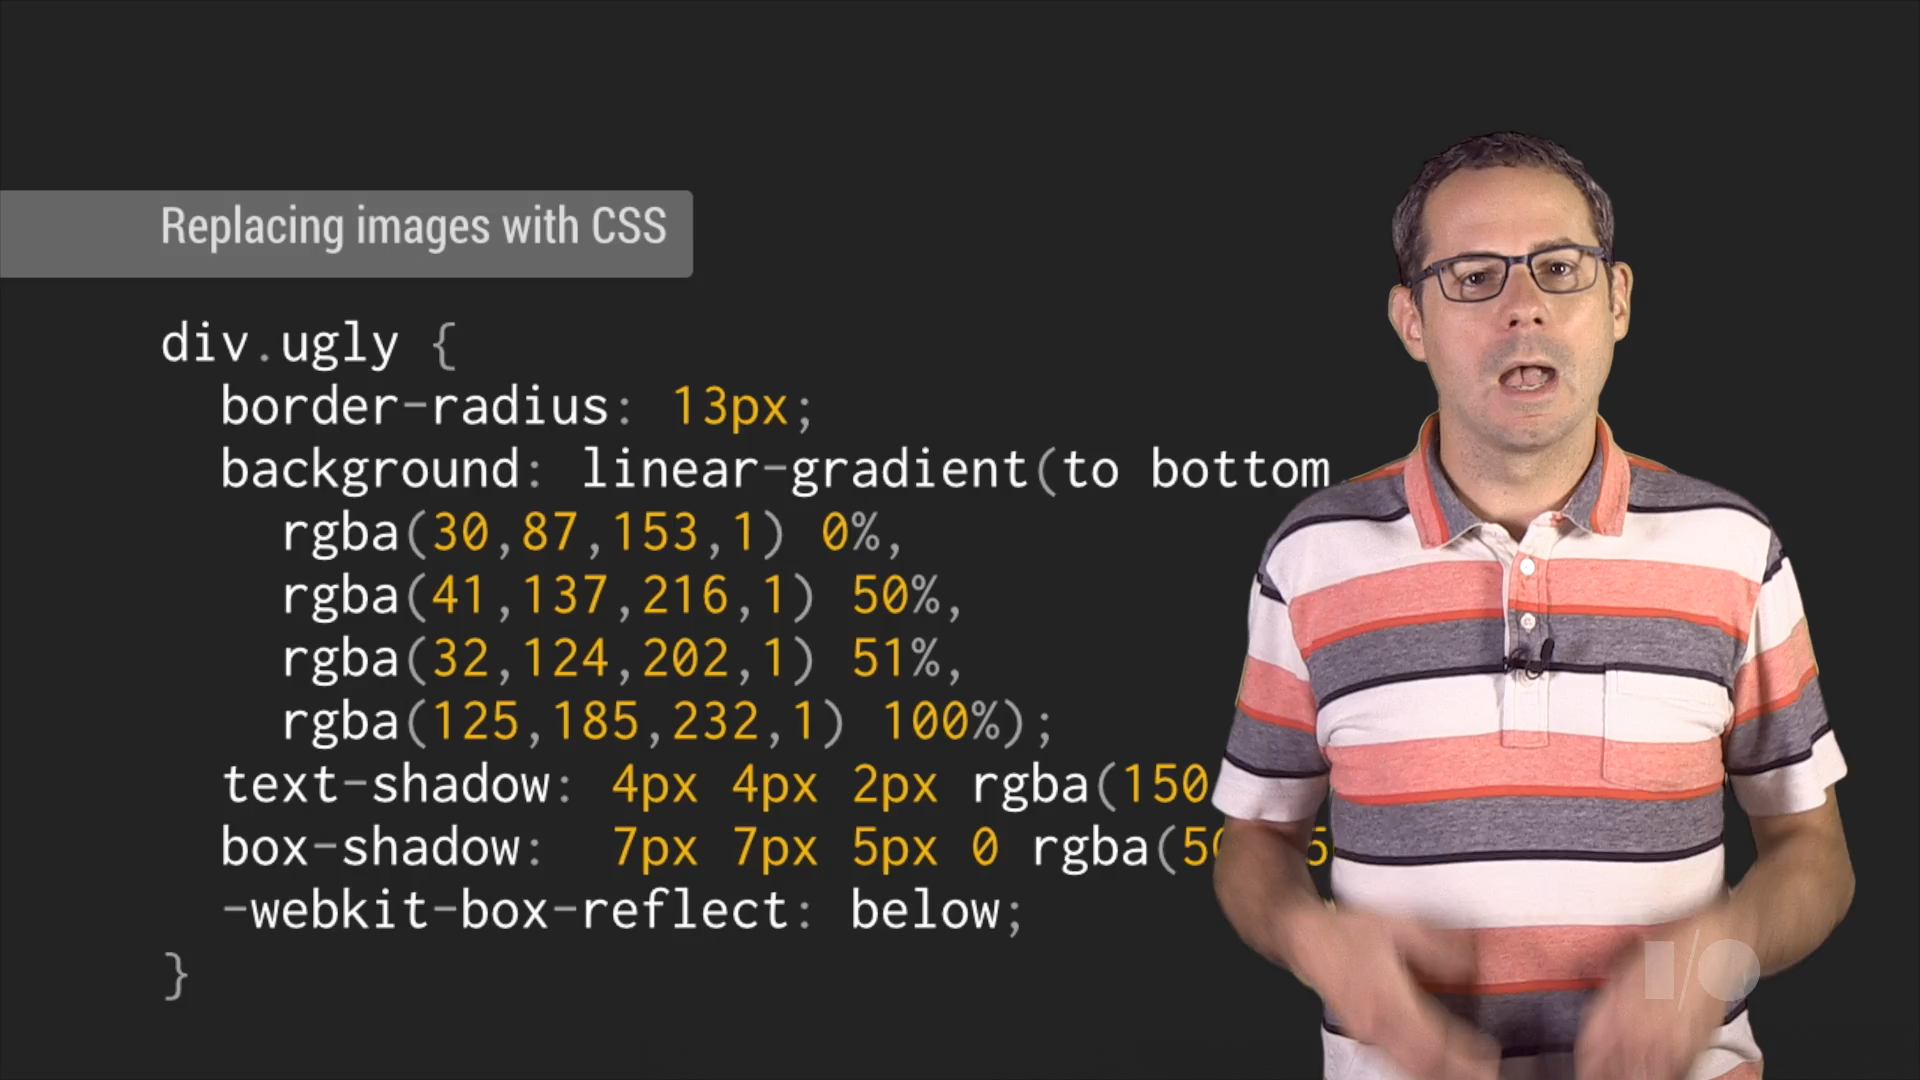 Replacing images with CSS
div.ugly {
border-radius: 13px;
background: linear-gradient(to bottom
rgba(30,87,153,1) 0%,
rgba(41,137,216,1) 50%,
rgba(32,124,202,1) 51%,
rgba(125,185,232,1) 100%);
text-shadow: 4px 4px 2px rgba(150
box-shadow: 7px 7px 5px 0 rgba(
-webkit-box-reflect: below;
}
I/O